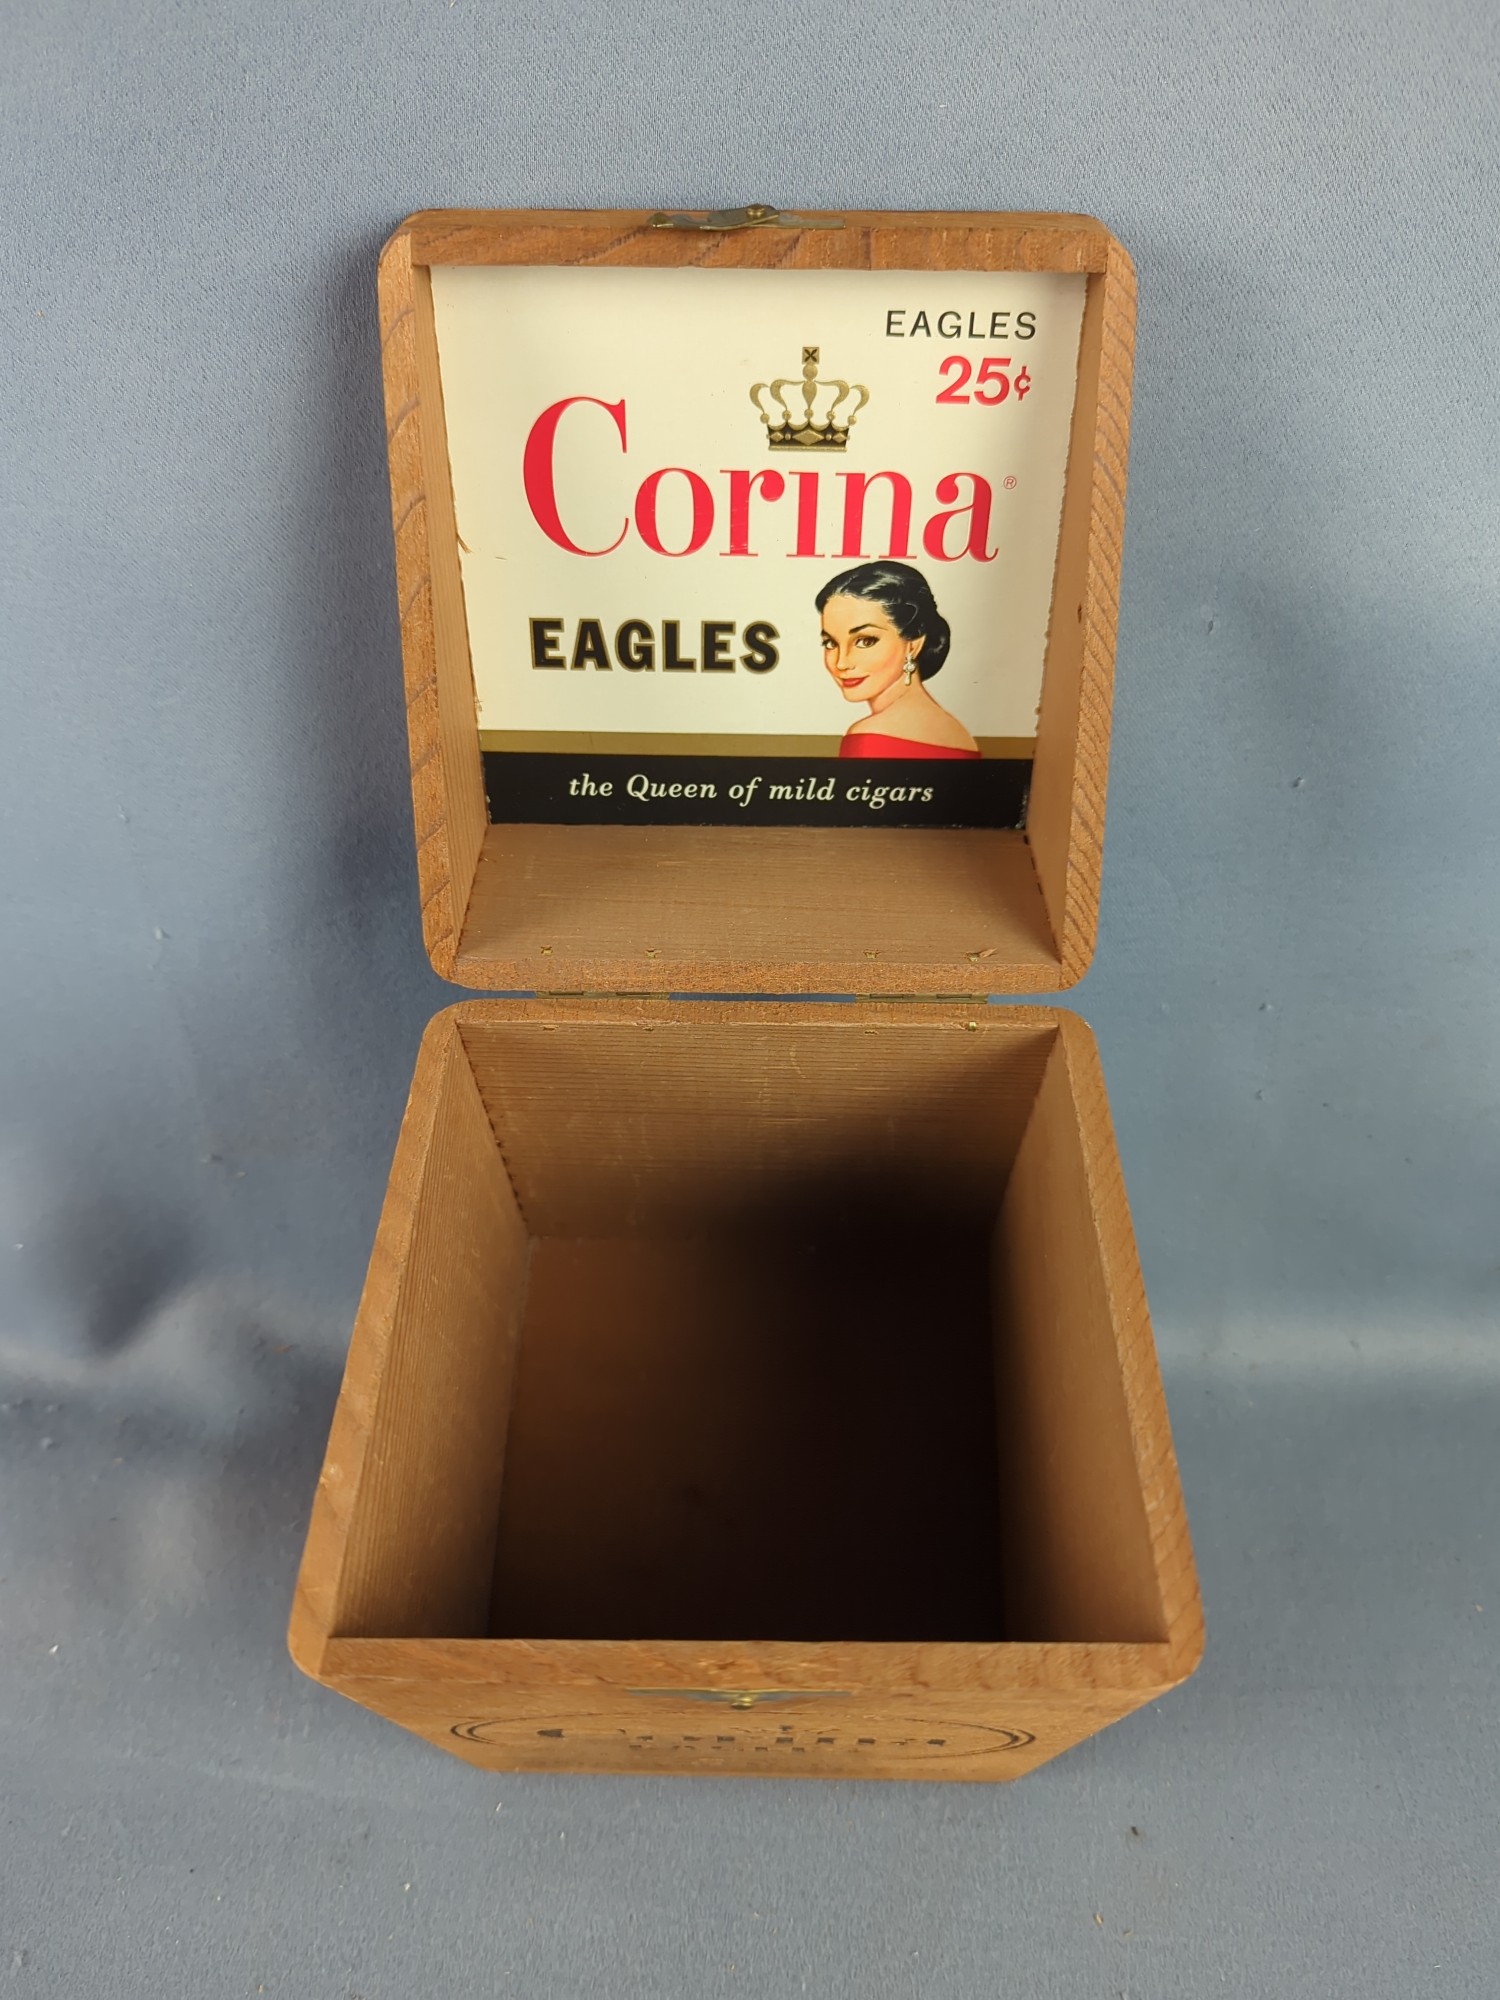 EAGLES
25¢
Corina®
EAGLES
the Queen of mild cigars